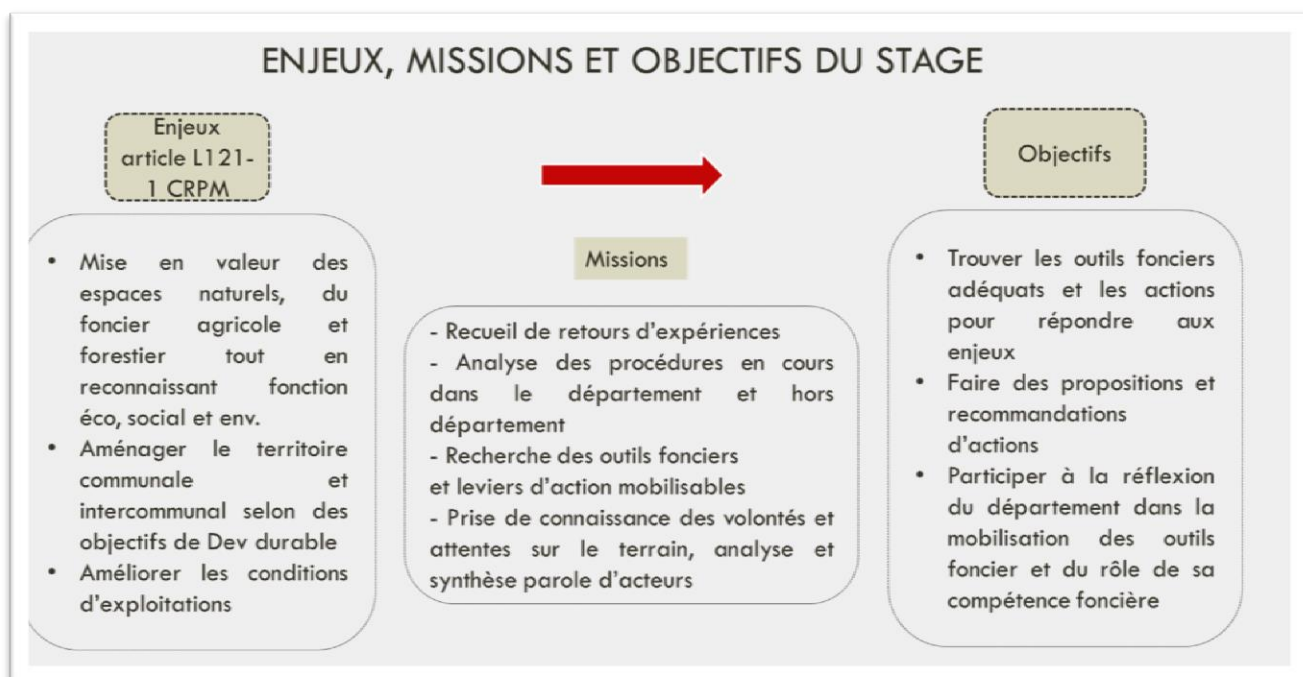 ENJEUX, MISSIONS ET OBJECTIFS DU STAGE
Enjeux
article L121-
1 CRPM
• Mise en valeur des
espaces naturels, du
foncier agricole et
forestier tout en
reconnaissant fonction
éco, social et env.
• Aménager le territoire
communale et
intercommunal selon des
objectifs de Dev durable
• Améliorer les conditions
d'exploitations
Missions
- Recueil de retours d'expériences
- Analyse des procédures en cours
dans le département et hors
département
- Recherche des outils fonciers
et leviers d'action mobilisables
- Prise de connaissance des volontés et
attentes sur le terrain, analyse et
synthèse parole d'acteurs
Objectifs
• Trouver les outils fonciers
adéquats et les actions
pour répondre aux
enjeux
• Faire des propositions et
recommandations
d'actions
• Participer à la réflexion
du département dans la
mobilisation des outils
foncier et du rôle de sa
compétence foncière